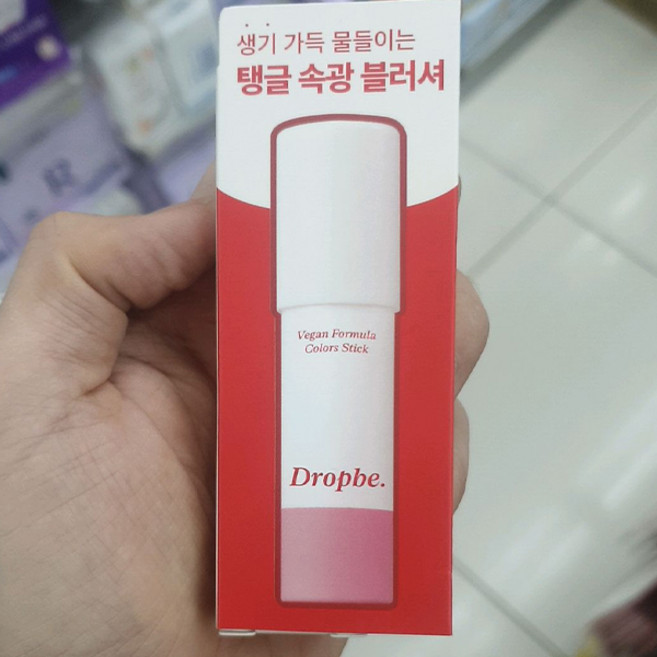 생기 가득 물들이는
탱글 속광 블러셔
Vegan Formula
Colors Stick
Dropbe.